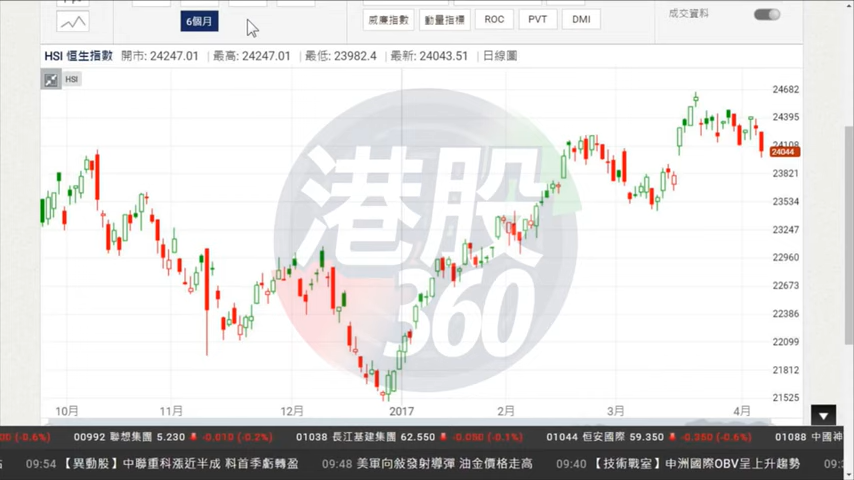 6個月
威廉指數 動量指標 ROC PVT DMI
成交資料
HSI 恒生指數 開市: 24247.01 | 最高: 24247.01 | 最低: 23982.4 | 最新: 24043.51 | 日線圖
HSI
24682
24395
24108
24044
23821
23534
23247
22960
22673
22386
22099
21812
21525
港股
360
10月 11月 12月 2017 2月 3月 4月
(-0.6%) 00992 聯想集團 5.230 -0.010 (-0.2%) 01038 長江基建集團 62.550 -0.050 (-0.1%) 01044 恒安國際 59.350 -0.350 (-0.6%) 01088 中國神
09:54 【異動股】中聯重科漲近半成 料首季虧轉盈 09:48 美軍向敍發射導彈 油金價格走高 09:40 【技術戰室】申洲國際OBV呈上升趨勢 09: